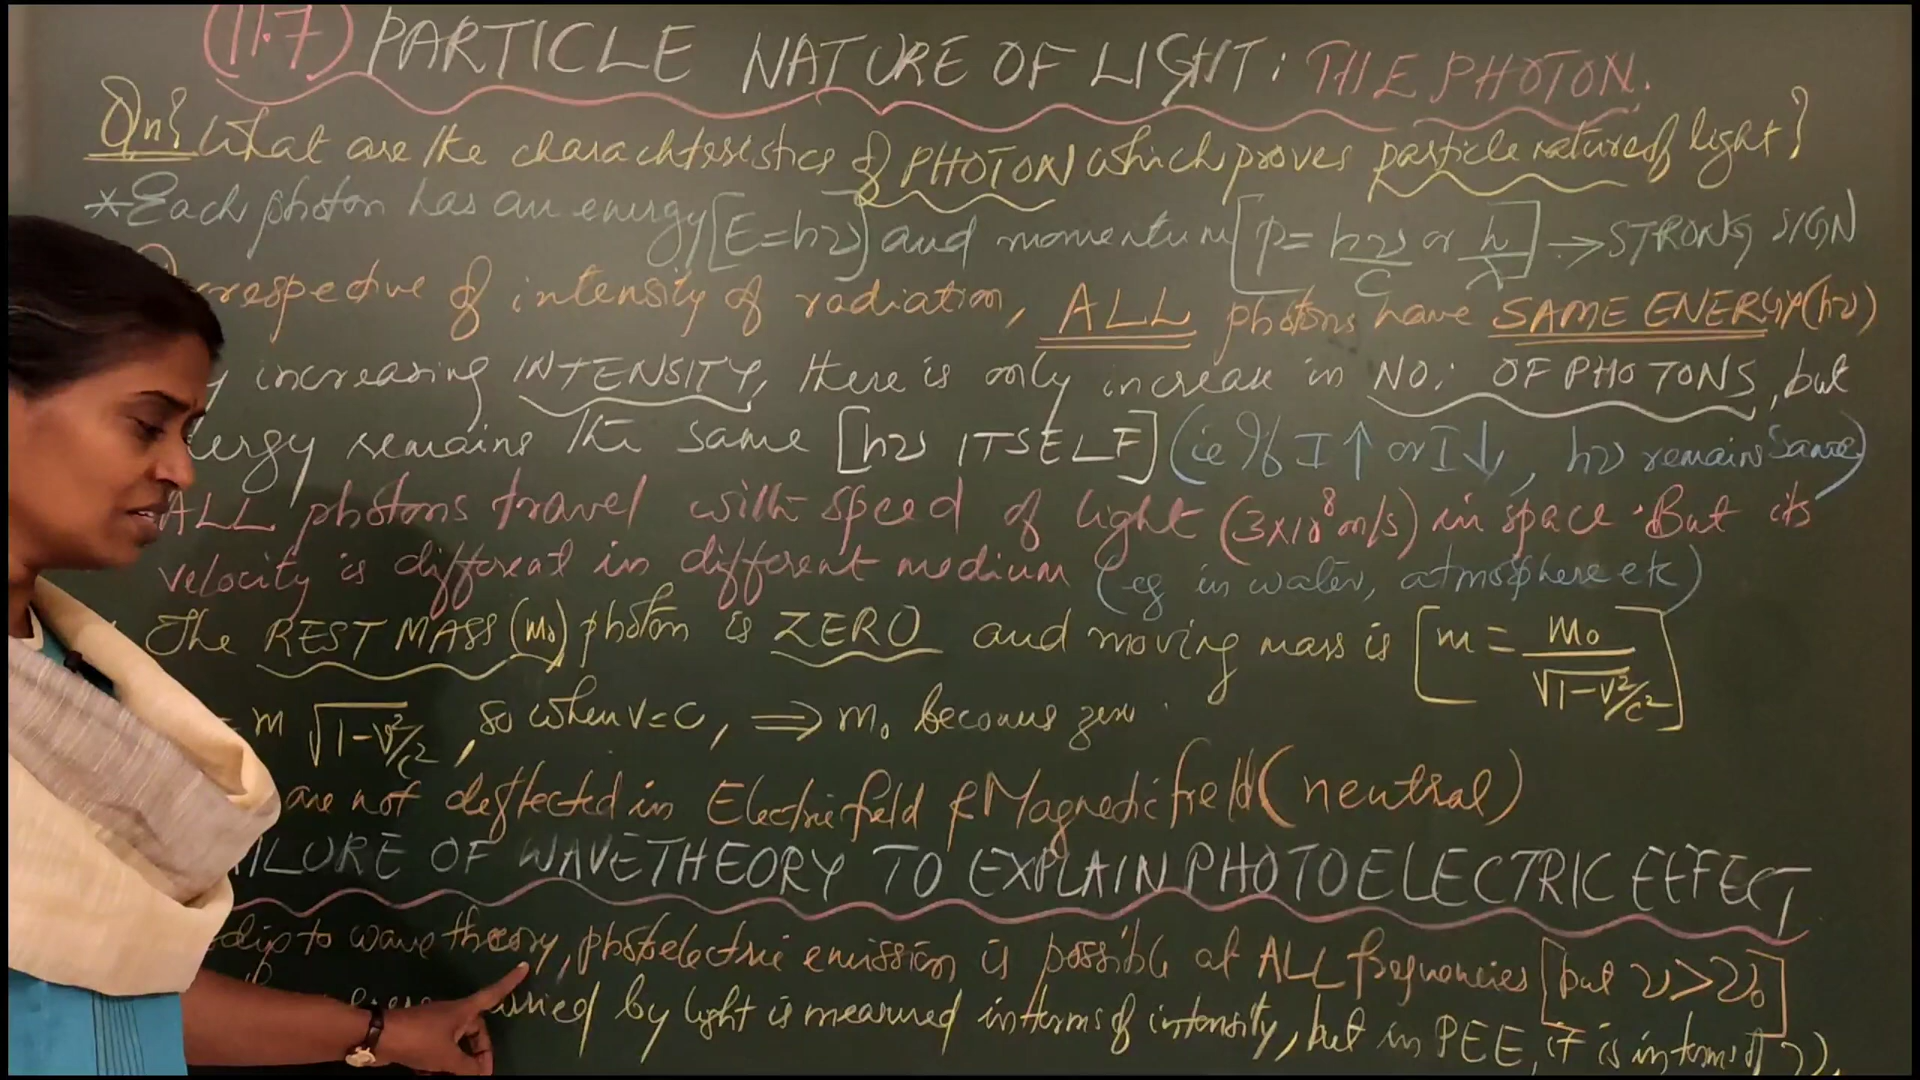 11.7 PARTICLE NATURE OF LIGHT: THE PHOTON.
Qn? What are the charachteristics of PHOTON which proves particle nature of light?
*Each photon has an energy [E=hν] and momentum [p = hν/c or h/λ] → STRONG SIGN
rrespective of intensity of radiation, ALL photons have SAME ENERGY (hν)
y increasing INTENSITY, there is only increase in NO: OF PHOTONS, but
ergy remains the same [hν ITSELF] (ie If I ↑ or I ↓, hν remains same)
ALL photons travel with speed of light (3×10⁸ m/s) in space. But its
velocity is different in different medium (eg in water, atmosphere etc)
The REST MASS (m₀) photon is ZERO and moving mass is [m = m₀/√1-v²/c²]
= m √1-v²/c², so when v=c, ⇒ m₀ becomes zero.
are not deflected in Electric field & Magnetic field (neutral)
AILURE OF WAVE THEORY TO EXPLAIN PHOTOELECTRIC EFFECT
rding to wave theory, photoelectric emission is possible at ALL frequencies [but ν > ν₀]
rried by light is measured in terms of intensity, but in PEE, it is in terms of ν),